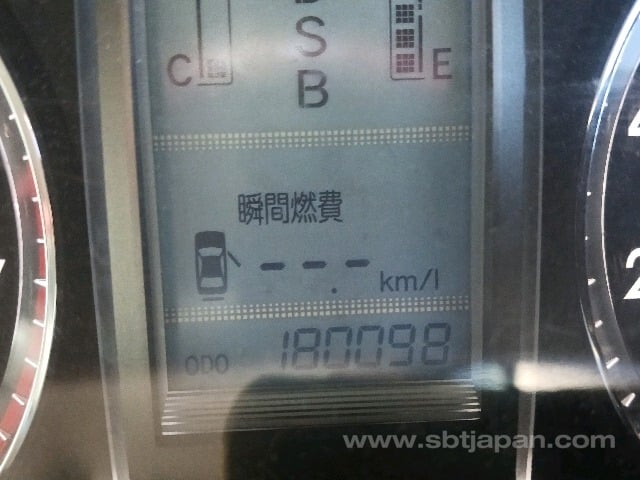 S
C E
B
瞬間燃費
--.- km/l
ODO 180098
www.sbtjapan.com